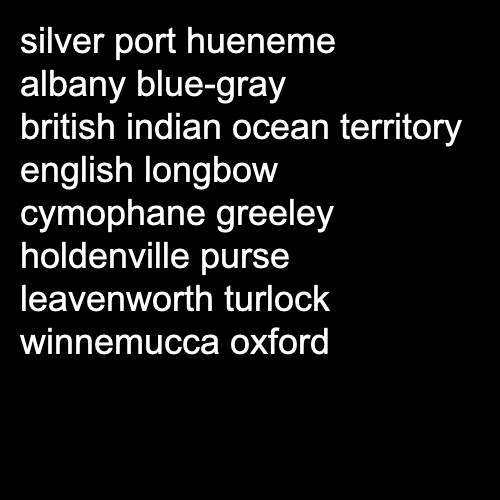 silver port hueneme
albany blue-gray
british indian ocean territory
english longbow
cymophane greeley
holdenville purse
leavenworth turlock
winnemucca oxford